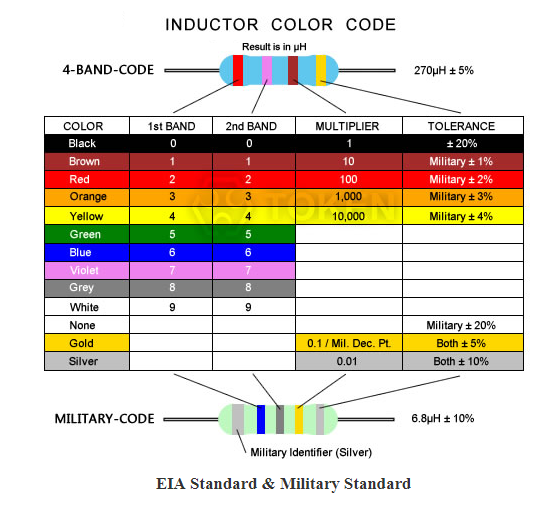 INDUCTOR COLOR CODE
Result is in µH
4-BAND-CODE 270µH ± 5%
COLOR 1st BAND 2nd BAND MULTIPLIER TOLERANCE
Black 0 0 1 ± 20%
Brown 1 1 10 Military ± 1%
Red 2 2 100 Military ± 2%
Orange 3 3 1,000 Military ± 3%
Yellow 4 4 10,000 Military ± 4%
TOKEN
Green 5 5
Blue 6 6
Violet 7 7
Grey 8 8
White 9 9
None Military ± 20%
Gold 0.1 / Mil. Dec. Pt. Both ± 5%
Silver 0.01 Both ± 10%
MILITARY-CODE 6.8µH ± 10%
Military Identifier (Silver)
EIA Standard & Military Standard